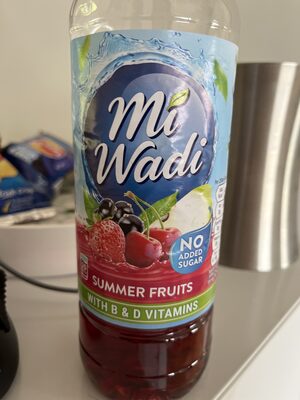 Mi
Wadi
NO
ADDED
SUGAR
SUMMER FRUITS
WITH B & D VITAMINS